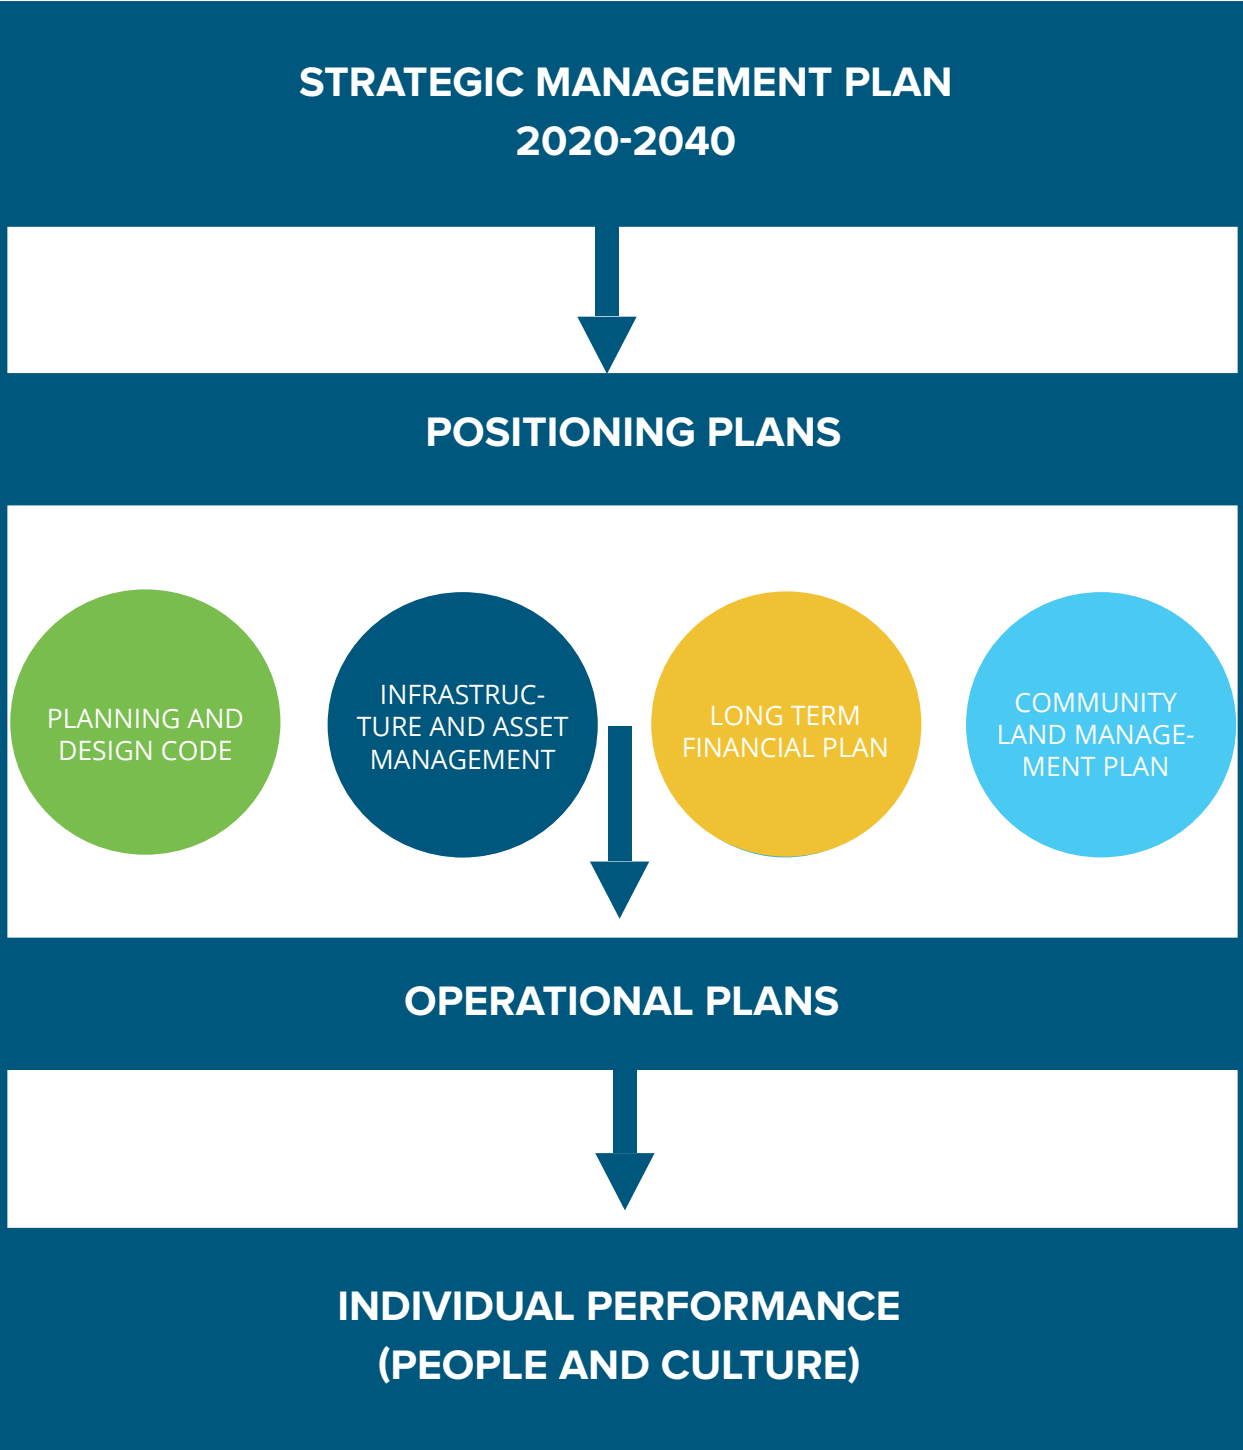 STRATEGIC MANAGEMENT PLAN
2020-2040
POSITIONING PLANS
PLANNING AND
DESIGN CODE
INFRASTRUC-
TURE AND ASSET
MANAGEMENT
LONG TERM
FINANCIAL PLAN
COMMUNITY
LAND MANAGE-
MENT PLAN
OPERATIONAL PLANS
INDIVIDUAL PERFORMANCE
(PEOPLE AND CULTURE)